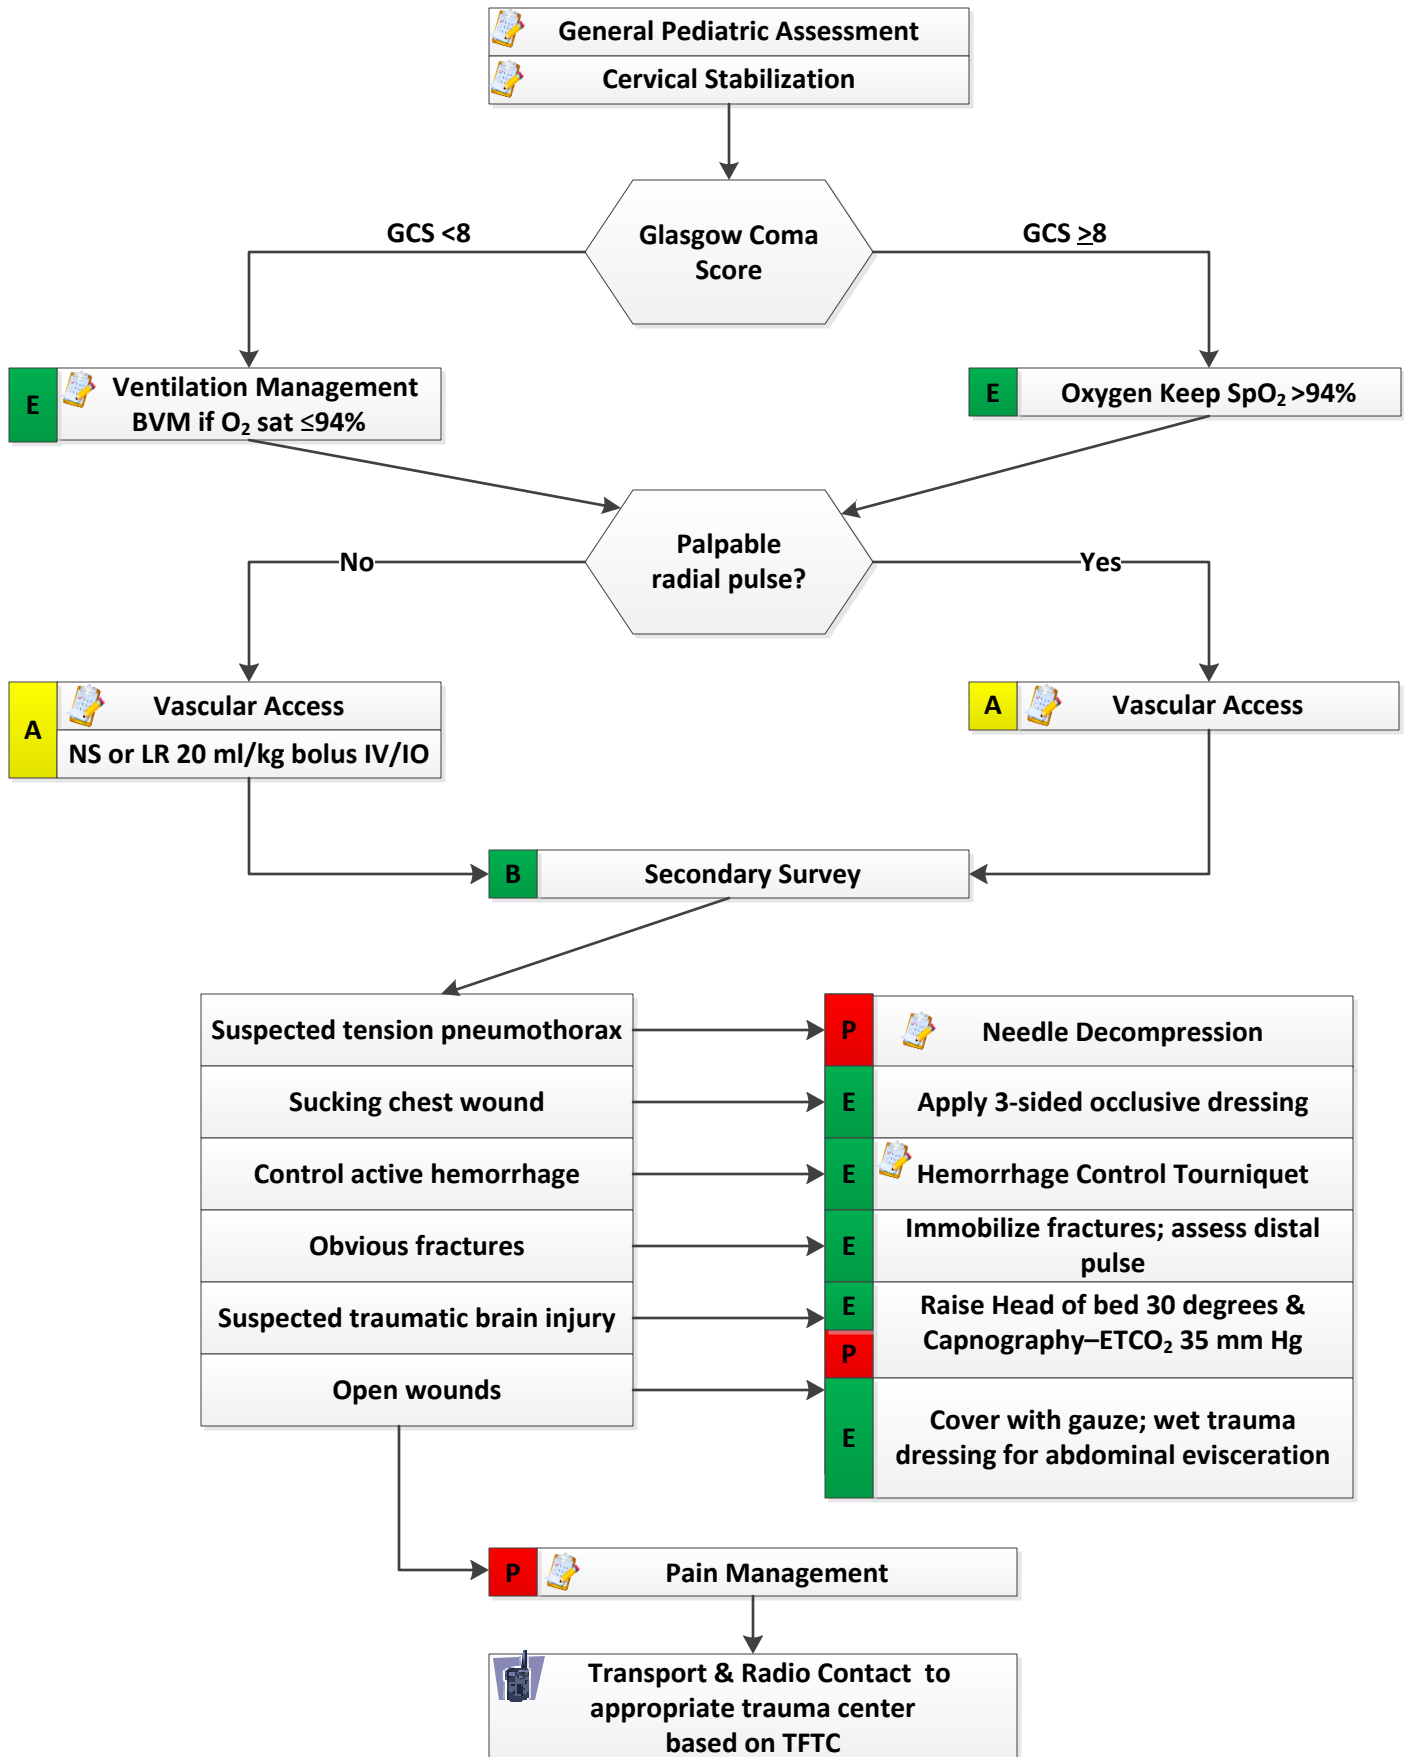 General Pediatric Assessment
Cervical Stabilization
GCS <8
Glasgow Coma
Score
GCS ≥8
E
Ventilation Management
BVM if O₂ sat ≤94%
E
Oxygen Keep SpO₂ >94%
Palpable
radial pulse?
No
Yes
A
Vascular Access
NS or LR 20 ml/kg bolus IV/IO
A
Vascular Access
B
Secondary Survey
Suspected tension pneumothorax
P
Needle Decompression
Sucking chest wound
E
Apply 3-sided occlusive dressing
Control active hemorrhage
E
Hemorrhage Control Tourniquet
Obvious fractures
E
Immobilize fractures; assess distal
pulse
Suspected traumatic brain injury
E
P
Raise Head of bed 30 degrees &
Capnography–ETCO₂ 35 mm Hg
Open wounds
E
Cover with gauze; wet trauma
dressing for abdominal evisceration
P
Pain Management
Transport & Radio Contact to
appropriate trauma center
based on TFTC